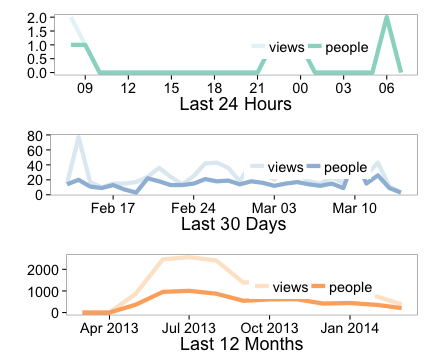 2.0
1.5
1.0
0.5
0.0
views people
09 12 15 18 21 00 03 06
Last 24 Hours
80
60
40
20
0
views people
Feb 17 Feb 24 Mar 03 Mar 10
Last 30 Days
2000
1000
0
views people
Apr 2013 Jul 2013 Oct 2013 Jan 2014
Last 12 Months